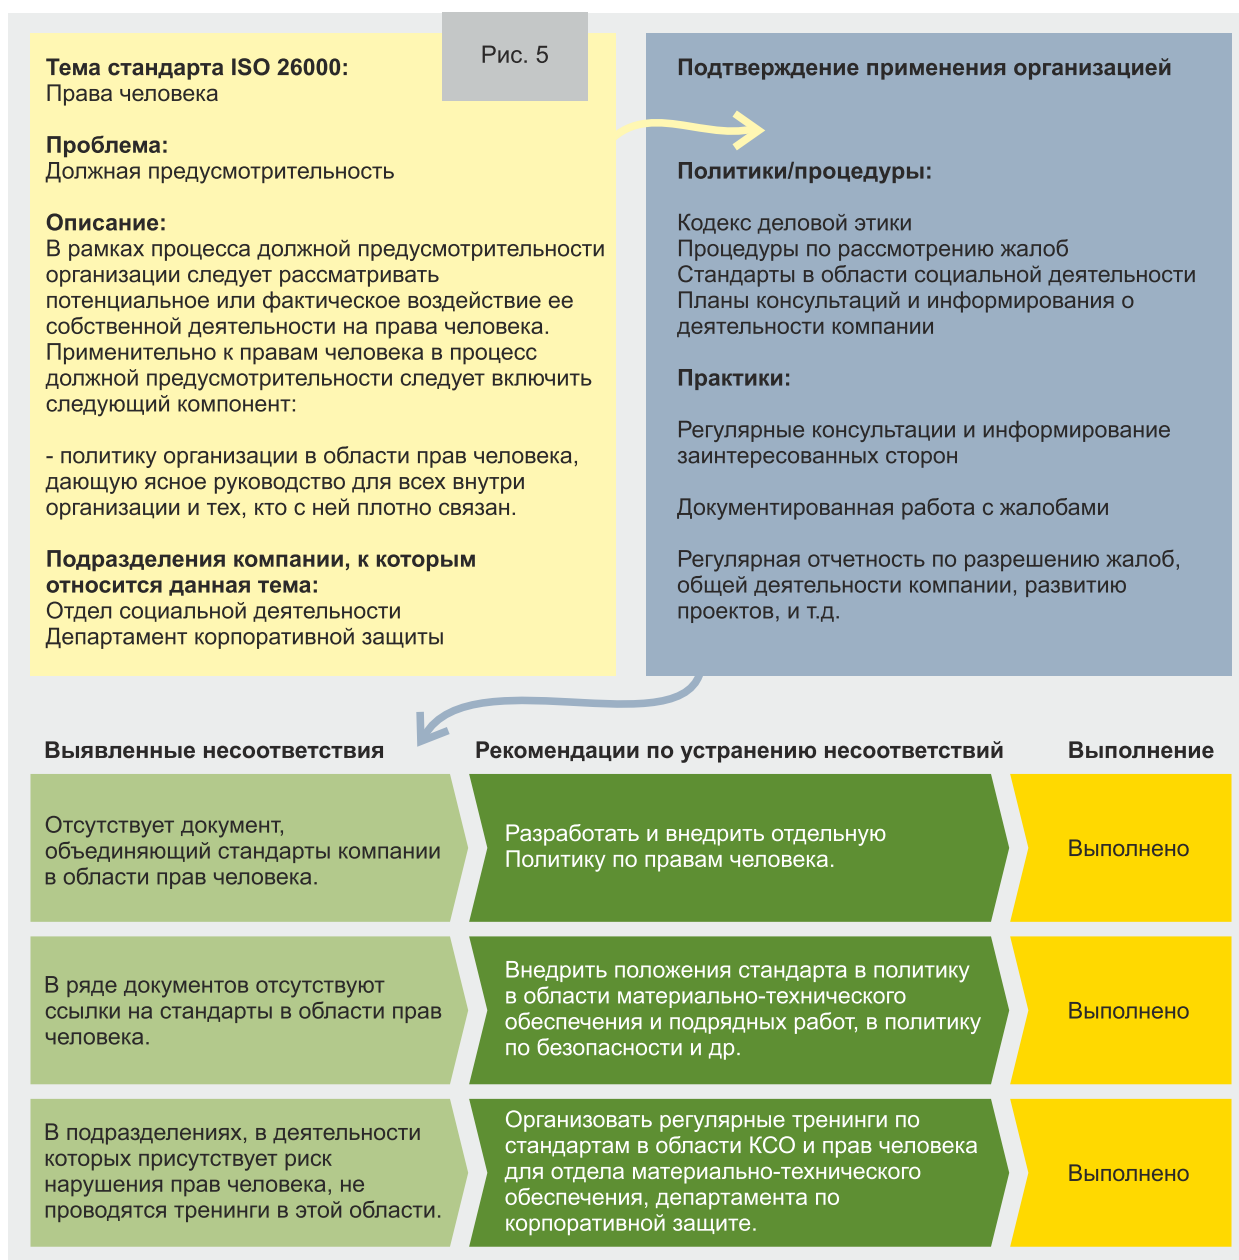 Рис. 5
Тема стандарта ISO 26000:
Права человека
Проблема:
Должная предусмотрительность
Описание:
В рамках процесса должной предусмотрительности
организации следует рассматривать
потенциальное или фактическое воздействие ее
собственной деятельности на права человека.
Применительно к правам человека в процесс
должной предусмотрительности следует включить
следующий компонент:
- политику организации в области прав человека,
дающую ясное руководство для всех внутри
организации и тех, кто с ней плотно связан.
Подразделения компании, к которым
относится данная тема:
Отдел социальной деятельности
Департамент корпоративной защиты
Подтверждение применения организацией
Политики/процедуры:
Кодекс деловой этики
Процедуры по рассмотрению жалоб
Стандарты в области социальной деятельности
Планы консультаций и информирования о
деятельности компании
Практики:
Регулярные консультации и информирование
заинтересованных сторон
Документированная работа с жалобами
Регулярная отчетность по разрешению жалоб,
общей деятельности компании, развитию
проектов, и т.д.
Выявленные несоответствия
Рекомендации по устранению несоответствий
Выполнение
Отсутствует документ,
объединяющий стандарты компании
в области прав человека.
Разработать и внедрить отдельную
Политику по правам человека.
Выполнено
В ряде документов отсутствуют
ссылки на стандарты в области прав
человека.
Внедрить положения стандарта в политику
в области материально-технического
обеспечения и подрядных работ, в политику
по безопасности и др.
Выполнено
В подразделениях, в деятельности
которых присутствует риск
нарушения прав человека, не
проводятся тренинги в этой области.
Организовать регулярные тренинги по
стандартам в области КСО и прав человека
для отдела материально-технического
обеспечения, департамента по
корпоративной защите.
Выполнено